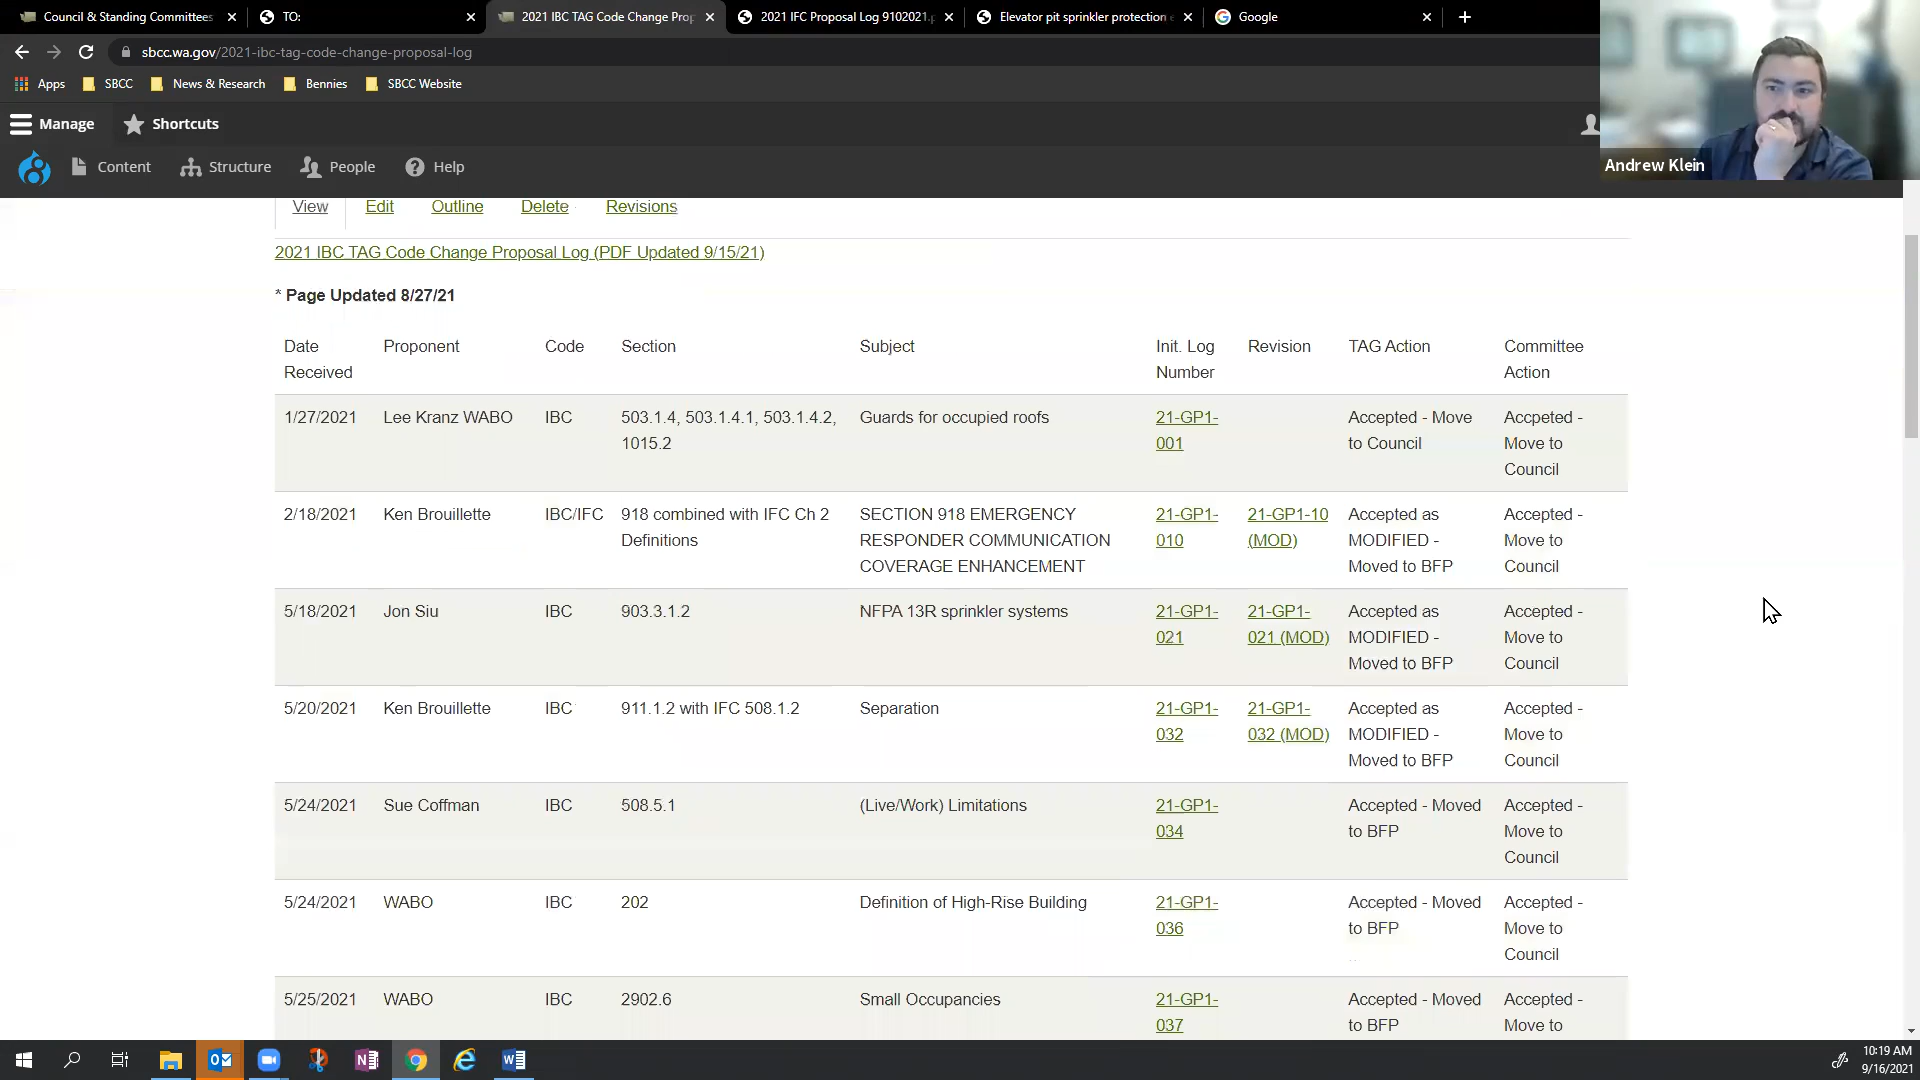 Council & Standing Committees
TO:
2021 IBC TAG Code Change Prop
2021 IFC Proposal Log 9102021.p
Elevator pit sprinkler protection e
Google
sbcc.wa.gov/2021-ibc-tag-code-change-proposal-log
Apps SBCC News & Research Bennies SBCC Website
Manage Shortcuts
Content Structure People Help
Andrew Klein
View Edit Outline Delete Revisions
2021 IBC TAG Code Change Proposal Log (PDF Updated 9/15/21)
* Page Updated 8/27/21
Date Proponent Code Section Subject Init. Log Revision TAG Action Committee
Received Number Action
1/27/2021 Lee Kranz WABO IBC 503.1.4, 503.1.4.1, 503.1.4.2, Guards for occupied roofs 21-GP1- Accepted - Move Accpeted -
1015.2 001 to Council Move to
Council
2/18/2021 Ken Brouillette IBC/IFC 918 combined with IFC Ch 2 SECTION 918 EMERGENCY 21-GP1- 21-GP1-10 Accepted as Accepted -
Definitions RESPONDER COMMUNICATION 010 (MOD) MODIFIED - Move to
COVERAGE ENHANCEMENT Moved to BFP Council
5/18/2021 Jon Siu IBC 903.3.1.2 NFPA 13R sprinkler systems 21-GP1- 21-GP1- Accepted as Accepted -
021 021 (MOD) MODIFIED - Move to
Moved to BFP Council
5/20/2021 Ken Brouillette IBC 911.1.2 with IFC 508.1.2 Separation 21-GP1- 21-GP1- Accepted as Accepted -
032 032 (MOD) MODIFIED - Move to
Moved to BFP Council
5/24/2021 Sue Coffman IBC 508.5.1 (Live/Work) Limitations 21-GP1- Accepted - Moved Accepted -
034 to BFP Move to
Council
5/24/2021 WABO IBC 202 Definition of High-Rise Building 21-GP1- Accepted - Moved Accepted -
036 to BFP Move to
Council
5/25/2021 WABO IBC 2902.6 Small Occupancies 21-GP1- Accepted - Moved Accepted -
037 to BFP Move to
10:19 AM
9/16/2021